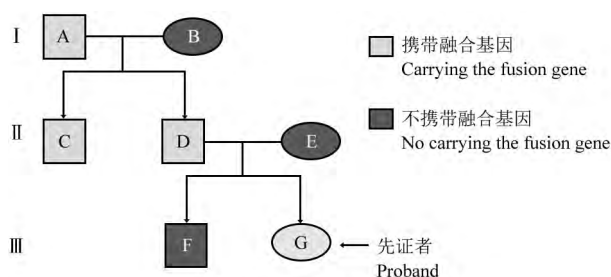 Ⅰ
A
B
携带融合基因
Carrying the fusion gene
Ⅱ
C
D
E
不携带融合基因
No carrying the fusion gene
Ⅲ
F
G
先证者
Proband